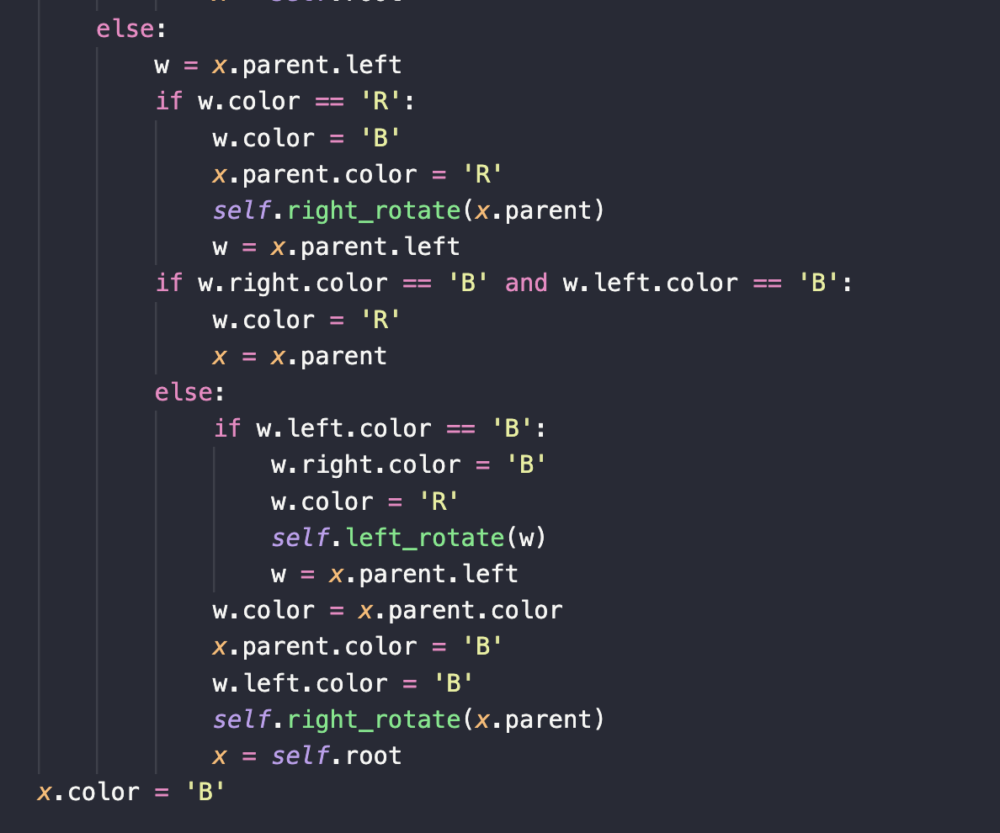 else:
w = x.parent.left
if w.color == 'R':
w.color = 'B'
x.parent.color = 'R'
self.right_rotate(x.parent)
w = x.parent.left
if w.right.color == 'B' and w.left.color == 'B':
w.color = 'R'
x = x.parent
else:
if w.left.color == 'B':
w.right.color = 'B'
w.color = 'R'
self.left_rotate(w)
w = x.parent.left
w.color = x.parent.color
x.parent.color = 'B'
w.left.color = 'B'
self.right_rotate(x.parent)
x = self.root
x.color = 'B'